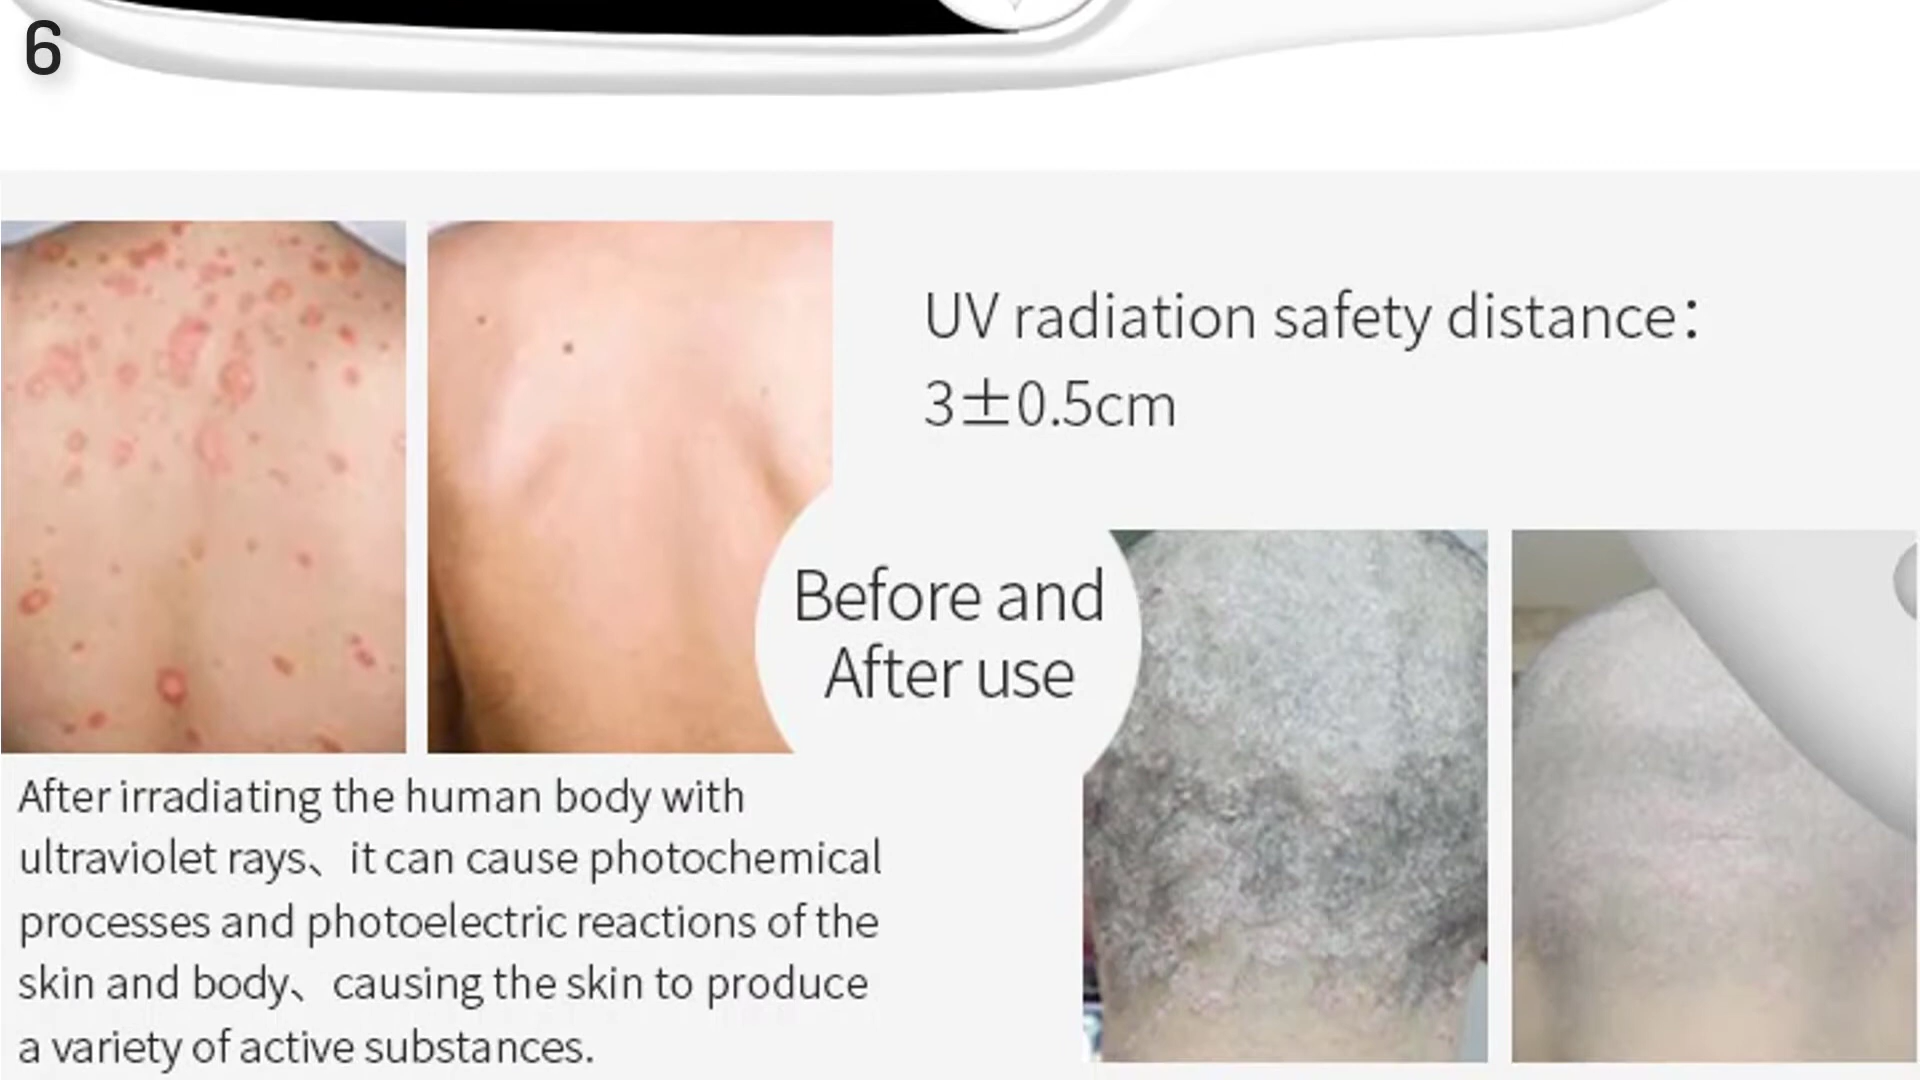 6
UV radiation safety distance：
3±0.5cm
Before and
After use
After irradiating the human body with
ultraviolet rays、it can cause photochemical
processes and photoelectric reactions of the
skin and body、causing the skin to produce
a variety of active substances.